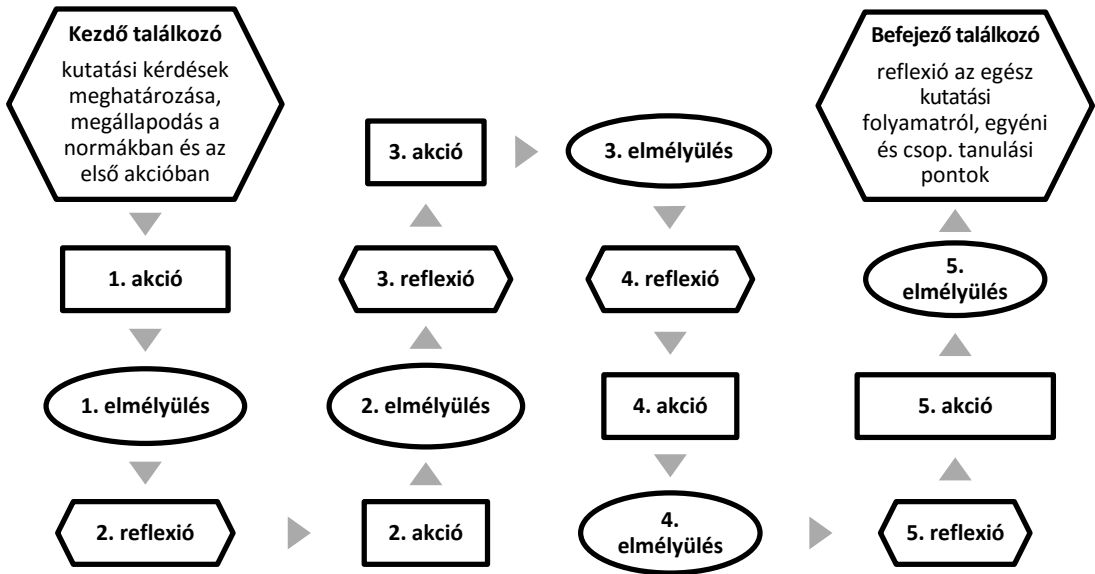 Kezdő találkozó
kutatási kérdések
meghatározása,
megállapodás a
normákban és az
első akcióban
1. akció
1. elmélyülés
2. reflexió
2. akció
2. elmélyülés
3. reflexió
3. akció
3. elmélyülés
4. reflexió
4. akció
4.
elmélyülés
5. reflexió
5. akció
5.
elmélyülés
Befejező találkozó
reflexió az egész
kutatási
folyamatról, egyéni
és csop. tanulási
pontok